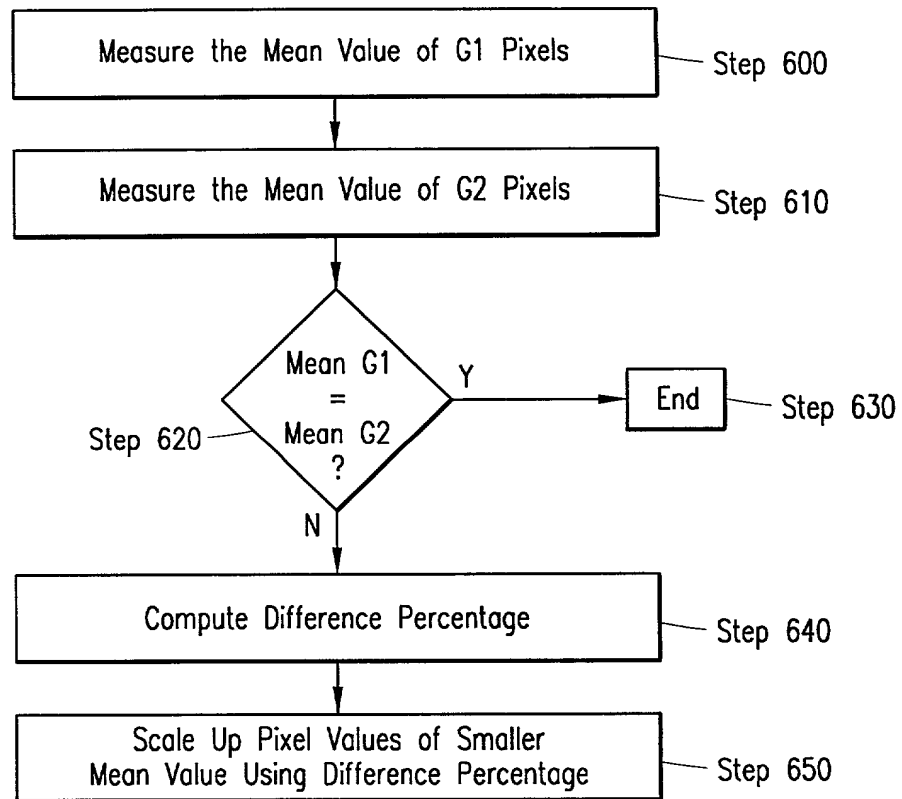 Measure the Mean Value of G1 Pixels
Step 600
Measure the Mean Value of G2 Pixels
Step 610
Mean G1
=
Mean G2
?
Step 620
Y
End
Step 630
N
Compute Difference Percentage
Step 640
Scale Up Pixel Values of Smaller
Mean Value Using Difference Percentage
Step 650